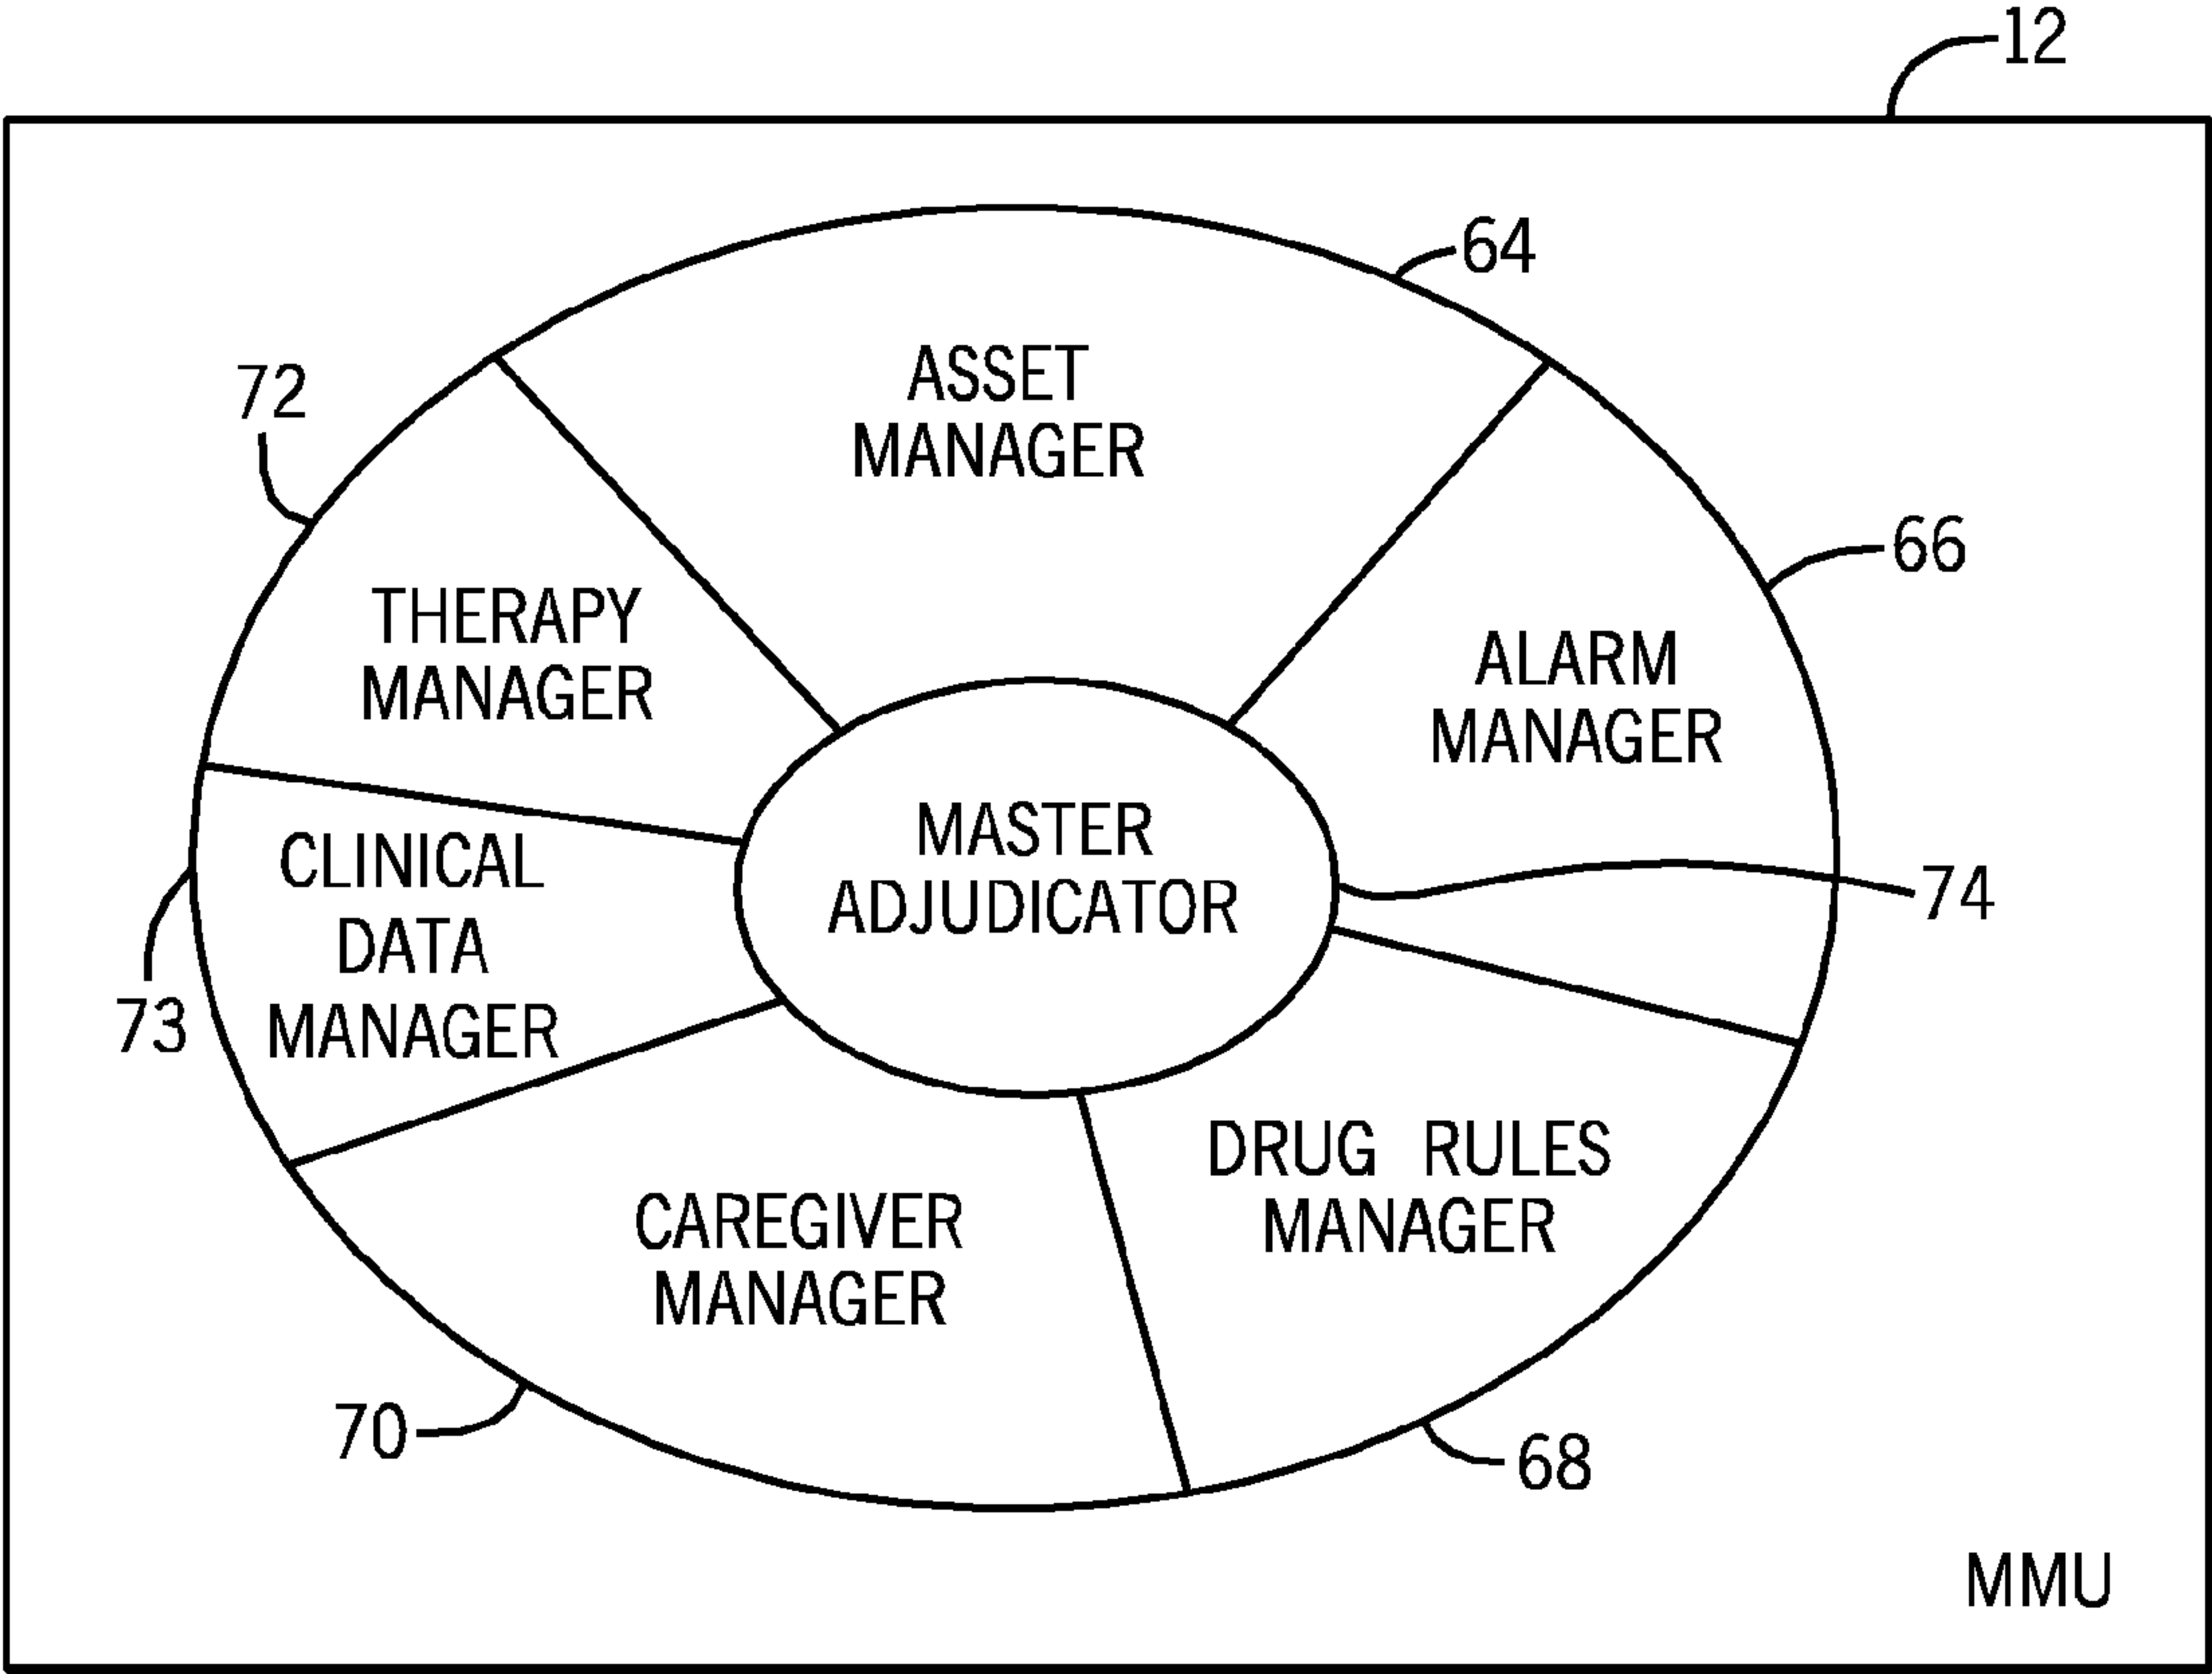 12
64
ASSET
MANAGER
72
66
THERAPY
MANAGER
ALARM
MANAGER
MASTER
ADJUDICATOR
CLINICAL
DATA
MANAGER
74
73
DRUG RULES
MANAGER
CAREGIVER
MANAGER
70
68
MMU